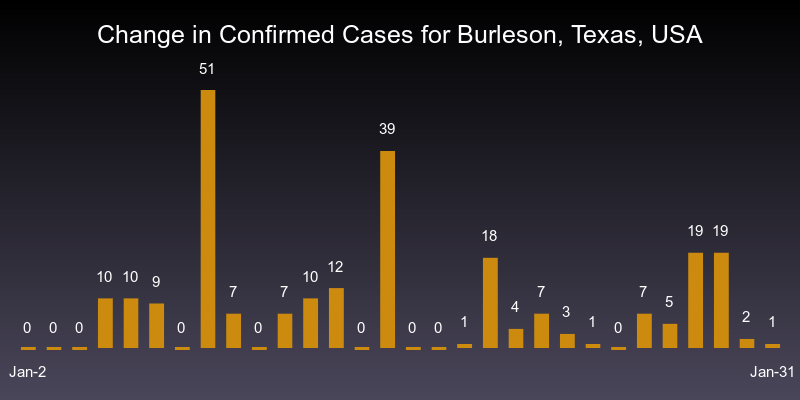 Change in Confirmed Cases for Burleson, Texas, USA
51
39
19 19
18
12
10 10 9 7 7 10 4 7 3 7 5 2
0 0 0 0 0 0 0 0 1 1 0 1
Jan-2 Jan-31